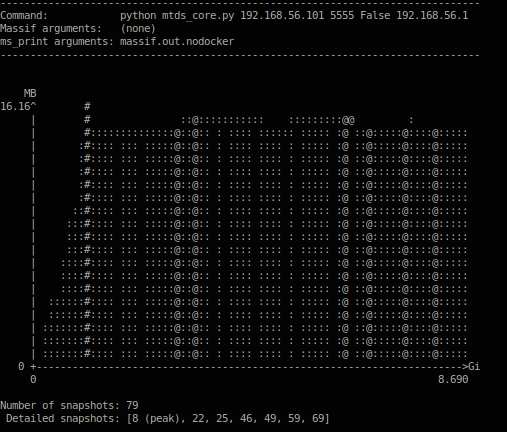 --------------------------------------------------------------------------------
Command:            python mtds_core.py 192.168.56.101 5555 False 192.168.56.1
Massif arguments:   (none)
ms_print arguments: massif.out.nodocker
--------------------------------------------------------------------------------
MB
16.16^
0 +----------------------------------------------------------------------->Gi
0 8.690
Number of snapshots: 79
Detailed snapshots: [8 (peak), 22, 25, 46, 49, 59, 69]